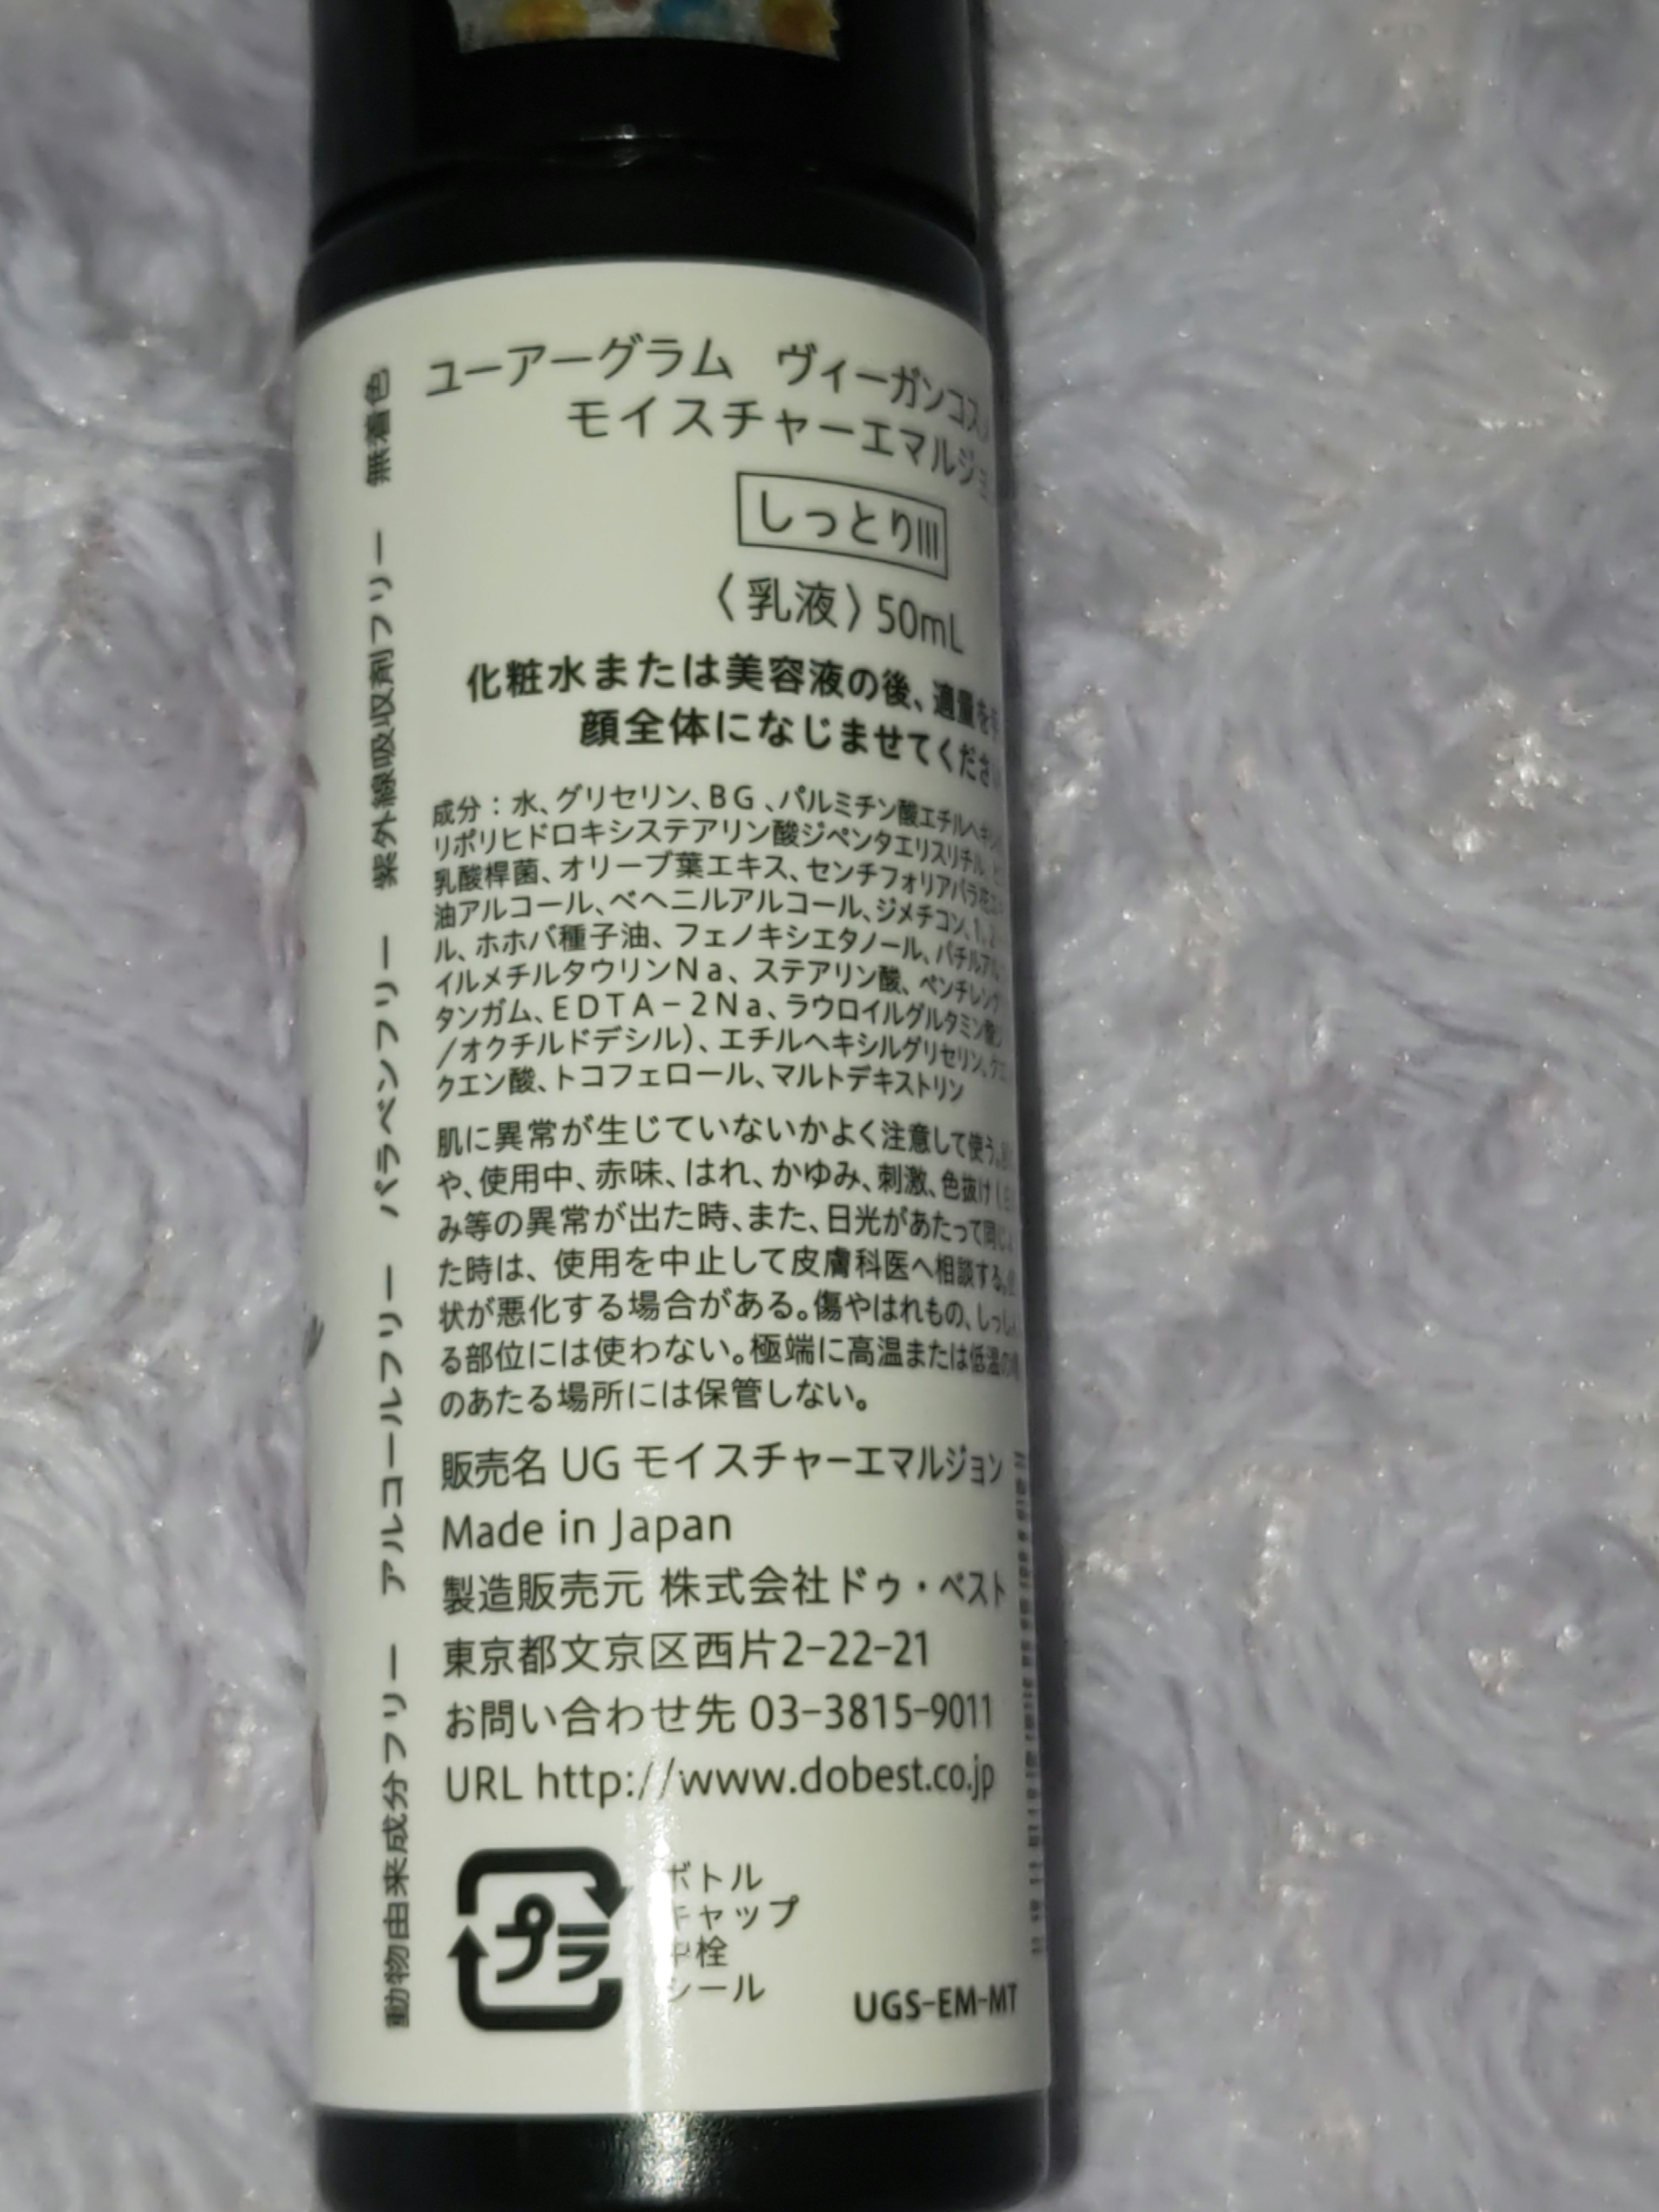 ユーアーグラム ヴィーガンコス
モイスチャーエマルジョ
しっとりIII
〈乳液〉50mL
化粧水または美容液の後、適量を
顔全体になじませてくださ
成分：水、グリセリン、BG、パルミチン酸エチルヘキシ
リポリヒドロキシステアリン酸ジペンタエリスリチル、
乳酸桿菌、オリーブ葉エキス、センチフォリアバラ花
油アルコール、ベヘニルアルコール、ジメチコン、1,2
ル、ホホバ種子油、フェノキシエタノール、バチルアル
イルメチルタウリンNa、ステアリン酸、ペンチレング
タンガム、EDTA－2Na、ラウロイルグルタミン酸
/オクチルドデシル)、エチルヘキシルグリセリン、クエ
クエン酸、トコフェロール、マルトデキストリン
肌に異常が生じていないかよく注意して使う。
や、使用中、赤味、はれ、かゆみ、刺激、色抜け
み等の異常が出た時、また、日光があたって同じ
た時は、使用を中止して皮膚科医へ相談する。
状が悪化する場合がある。傷やはれもの、しっし
る部位には使わない。極端に高温または低温の
のあたる場所には保管しない。
販売名 UG モイスチャーエマルジョン
Made in Japan
製造販売元 株式会社ドゥ・ベスト
東京都文京区西片2-22-21
お問い合わせ先 03-3815-9011
URL http://www.dobest.co.jp
プラ
ボトル
キャップ
中栓
シール
UGS-EM-MT
動物由来成分フリー アルコールフリー パラベンフリー 紫外線吸収剤フリー 無着色